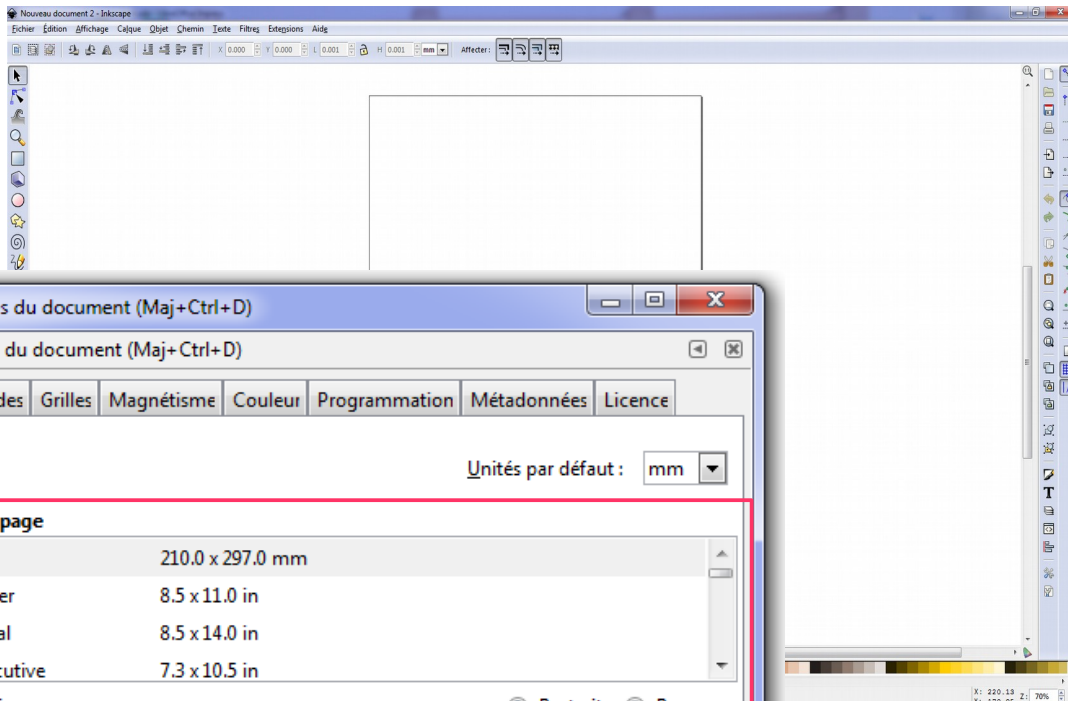 Nouveau document 2 - Inkscape
Fichier Édition Affichage Calque Objet Chemin Texte Filtres Extensions Aide
X 0.000 Y 0.000 L 0.001 H 0.001 mm Affecter :
s du document (Maj+Ctrl+D)
du document (Maj+Ctrl+D)
des Grilles Magnétisme Couleur Programmation Métadonnées Licence
Unités par défaut : mm
page
210.0 x 297.0 mm
er 8.5 x 11.0 in
al 8.5 x 14.0 in
cutive 7.3 x 10.5 in
X: 220.13 Z: 70%